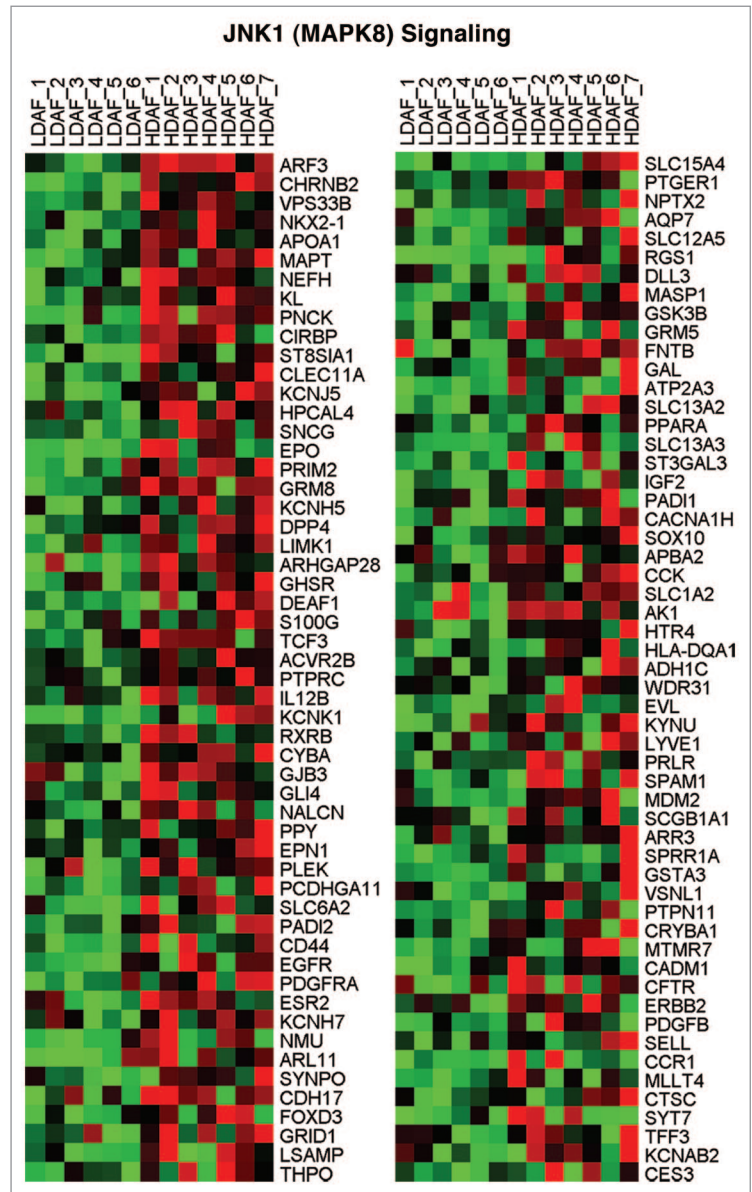 JNK1 (MAPK8) Signaling
LDAF_1
LDAF_2
LDAF_3
LDAF_4
LDAF_5
LDAF_6
HDAF_1
HDAF_2
HDAF_3
HDAF_4
HDAF_5
HDAF_6
HDAF_7
ARF3
CHRNB2
VPS33B
NKX2-1
APOA1
MAPT
NEFH
KL
PNCK
CIRBP
ST8SIA1
CLEC11A
KCNJ5
HPCAL4
SNCG
EPO
PRIM2
GRM8
KCNH5
DPP4
LIMK1
ARHGAP28
GHSR
DEAF1
S100G
TCF3
ACVR2B
PTPRC
IL12B
KCNK1
RXRB
CYBA
GJB3
GLI4
NALCN
PPY
EPN1
PLEK
PCDHGA11
SLC6A2
PADI2
CD44
EGFR
PDGFRA
ESR2
KCNH7
NMU
ARL11
SYNPO
CDH17
FOXD3
GRID1
LSAMP
THPO
LDAF_1
LDAF_2
LDAF_3
LDAF_4
LDAF_5
LDAF_6
HDAF_1
HDAF_2
HDAF_3
HDAF_4
HDAF_5
HDAF_6
HDAF_7
SLC15A4
PTGER1
NPTX2
AQP7
SLC12A5
RGS1
DLL3
MASP1
GSK3B
GRM5
FNTB
GAL
ATP2A3
SLC13A2
PPARA
SLC13A3
ST3GAL3
IGF2
PADI1
CACNA1H
SOX10
APBA2
CCK
SLC1A2
AK1
HTR4
HLA-DQA1
ADH1C
WDR31
EVL
KYNU
LYVE1
PRLR
SPAM1
MDM2
SCGB1A1
ARR3
SPRR1A
GSTA3
VSNL1
PTPN11
CRYBA1
MTMR7
CADM1
CFTR
ERBB2
PDGFB
SELL
CCR1
MLLT4
CTSC
SYT7
TFF3
KCNAB2
CES3